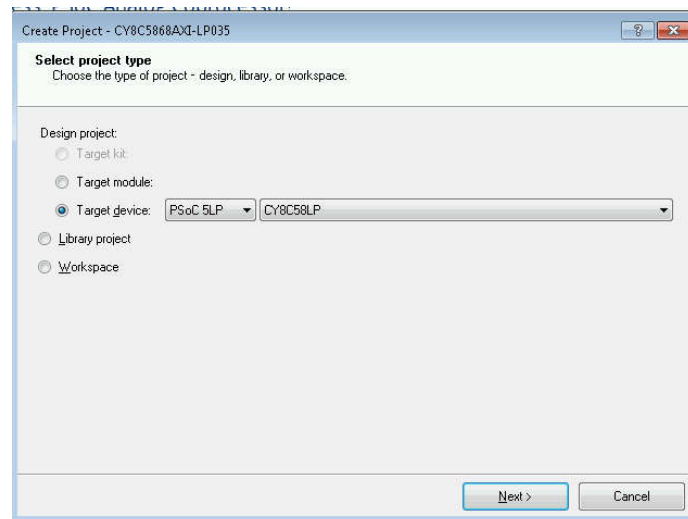 Create Project - CY8C5868AXI-LP035
Select project type
Choose the type of project - design, library, or workspace.
Design project:
Target kit:
Target module:
Target device: PSoC 5LP CY8C58LP
Library project
Workspace
Next > Cancel